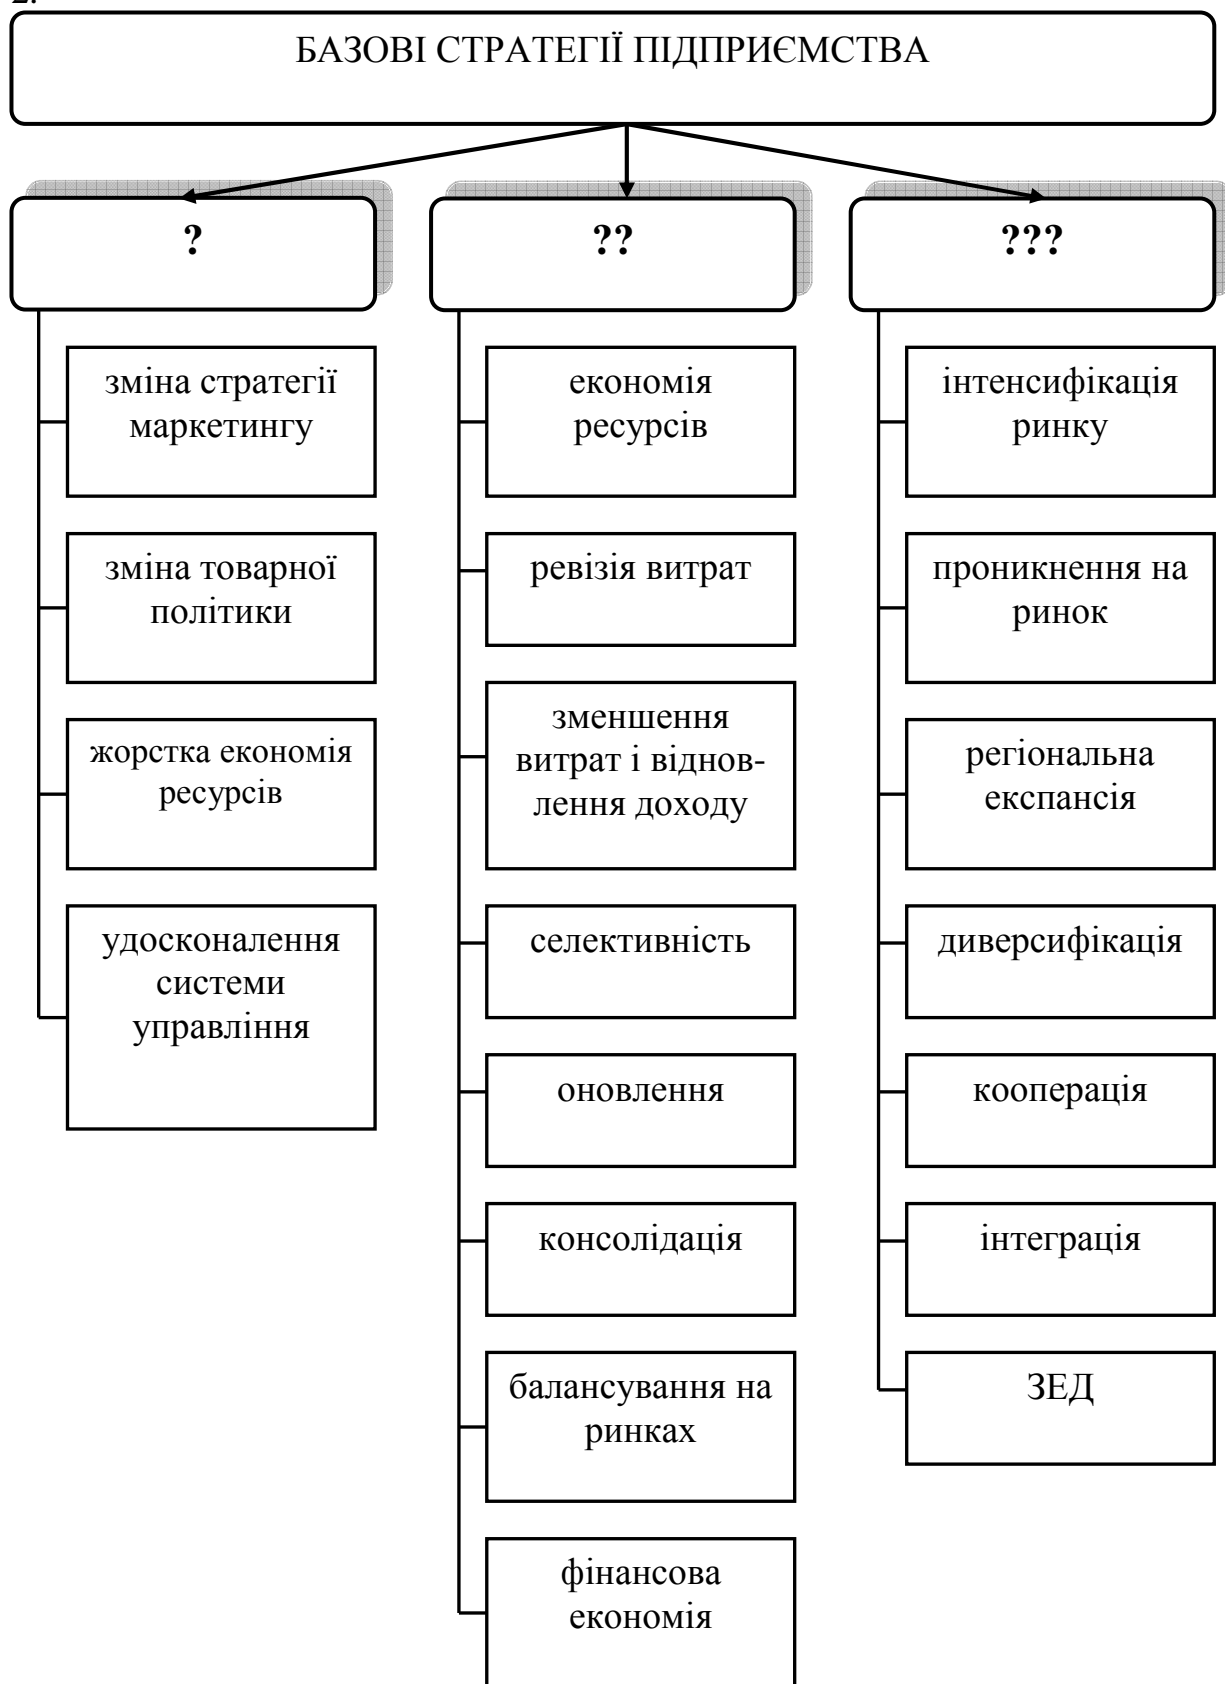 2.
БАЗОВІ СТРАТЕГІЇ ПІДПРИЄМСТВА
?
зміна стратегії
маркетингу
зміна товарної
політики
жорстка економія
ресурсів
удосконалення
системи
управління
??
економія
ресурсів
ревізія витрат
зменшення
витрат і віднов-
лення доходу
селективність
оновлення
консолідація
балансування на
ринках
фінансова
економія
???
інтенсифікація
ринку
проникнення на
ринок
регіональна
експансія
диверсифікація
кооперація
інтеграція
ЗЕД